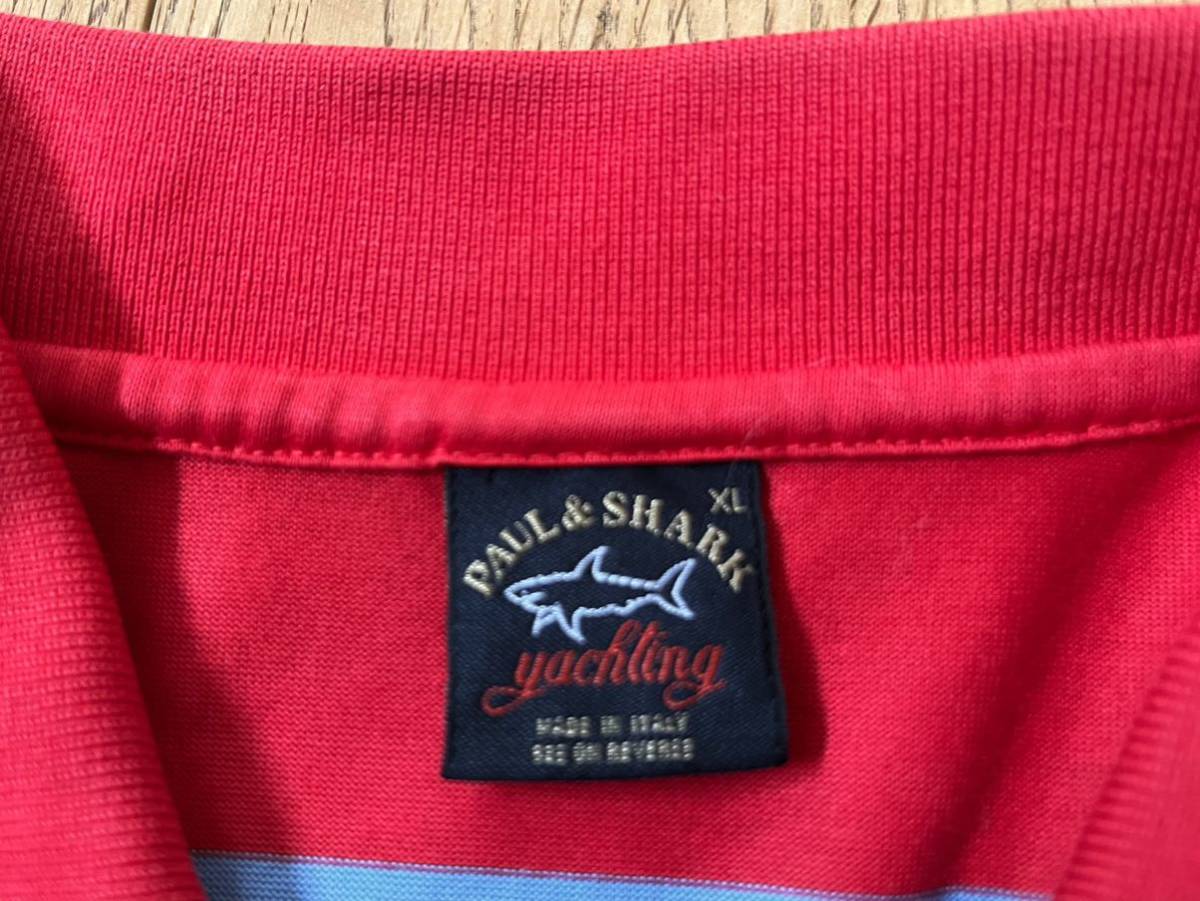 XL
PAUL & SHARK
yachting
MADE IN ITALY
SEE ON REVERSE